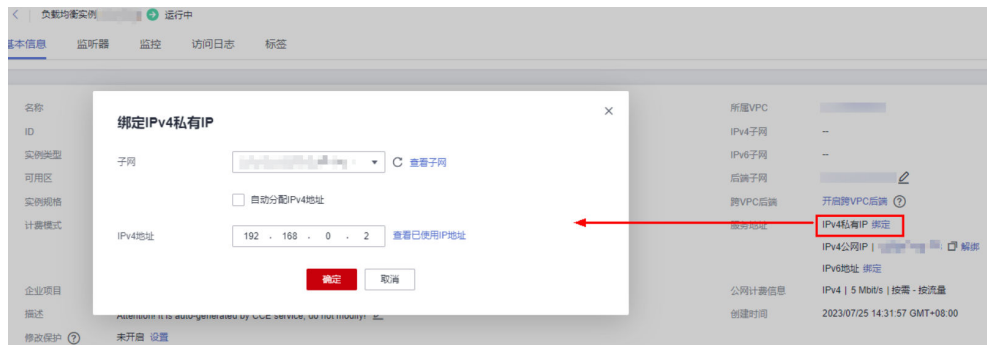 负载均衡实例 运行中
基本信息 监听器 监控 访问日志 标签
名称
ID
实例类型
可用区
实例规格
计费模式
企业项目
描述 Attention! It is auto-generated by CCE service, do not modify!
修改保护 未开启 设置
绑定IPv4私有IP
子网 查看子网
自动分配IPv4地址
IPv4地址 192 . 168 . 0 . 2 查看已使用IP地址
确定 取消
所属VPC
IPv4子网 --
IPv6子网 --
后端子网
跨VPC后端 开启跨VPC后端
服务地址 IPv4私有IP 绑定
IPv4公网IP | 解绑
IPv6地址 绑定
公网计费信息 IPv4 | 5 Mbit/s | 按需 - 按流量
创建时间 2023/07/25 14:31:57 GMT+08:00